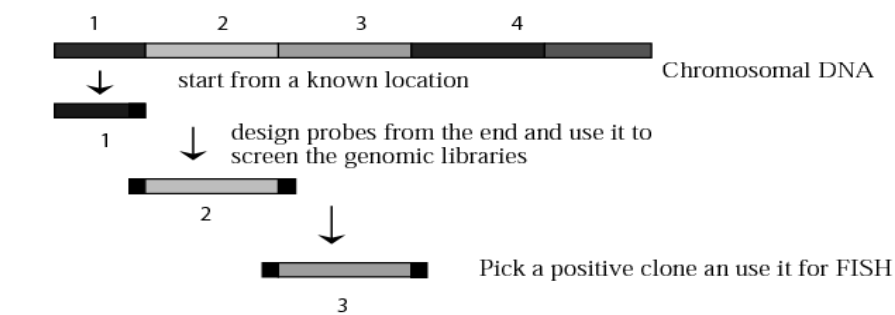 1 2 3 4
Chromosomal DNA
start from a known location
1
design probes from the end and use it to
screen the genomic libraries
2
Pick a positive clone an use it for FISH
3